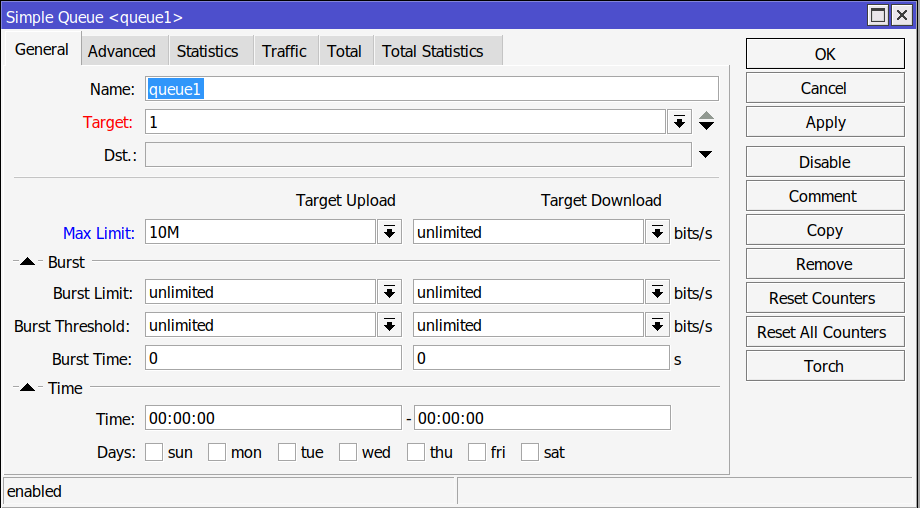 Simple Queue <queue1>
General Advanced Statistics Traffic Total Total Statistics
Name: queue1
Target: 1
Dst.:
Target Upload Target Download
Max Limit: 10M unlimited bits/s
Burst
Burst Limit: unlimited unlimited bits/s
Burst Threshold: unlimited unlimited bits/s
Burst Time: 0 0 s
Time
Time: 00:00:00 - 00:00:00
Days: sun mon tue wed thu fri sat
enabled
OK
Cancel
Apply
Disable
Comment
Copy
Remove
Reset Counters
Reset All Counters
Torch